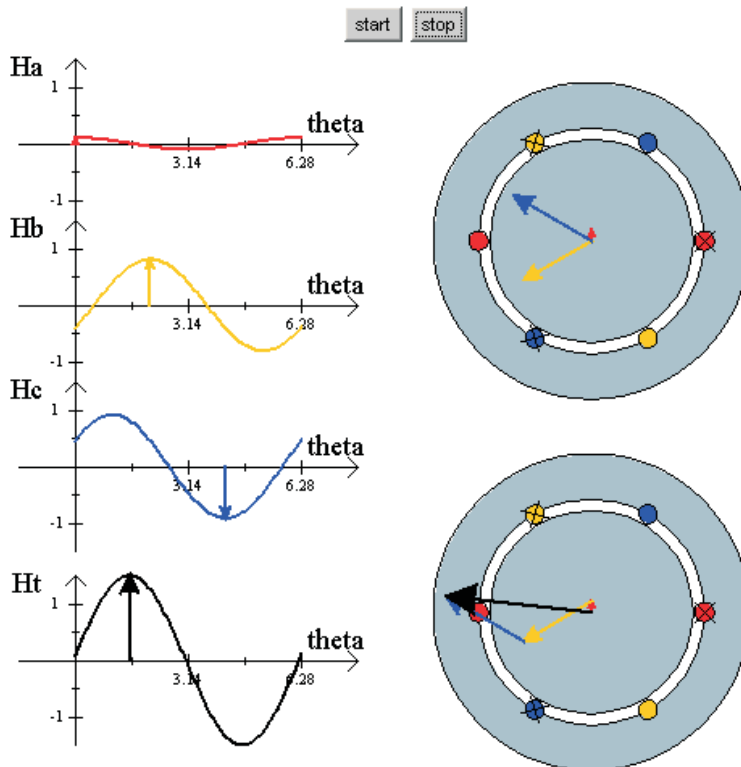 start stop
Ha
1
theta
3.14 6.28
-1
Hb
1
theta
3.14 6.28
-1
Hc
1
theta
3.14 6.28
-1
Ht
1
theta
3.14 6.28
-1